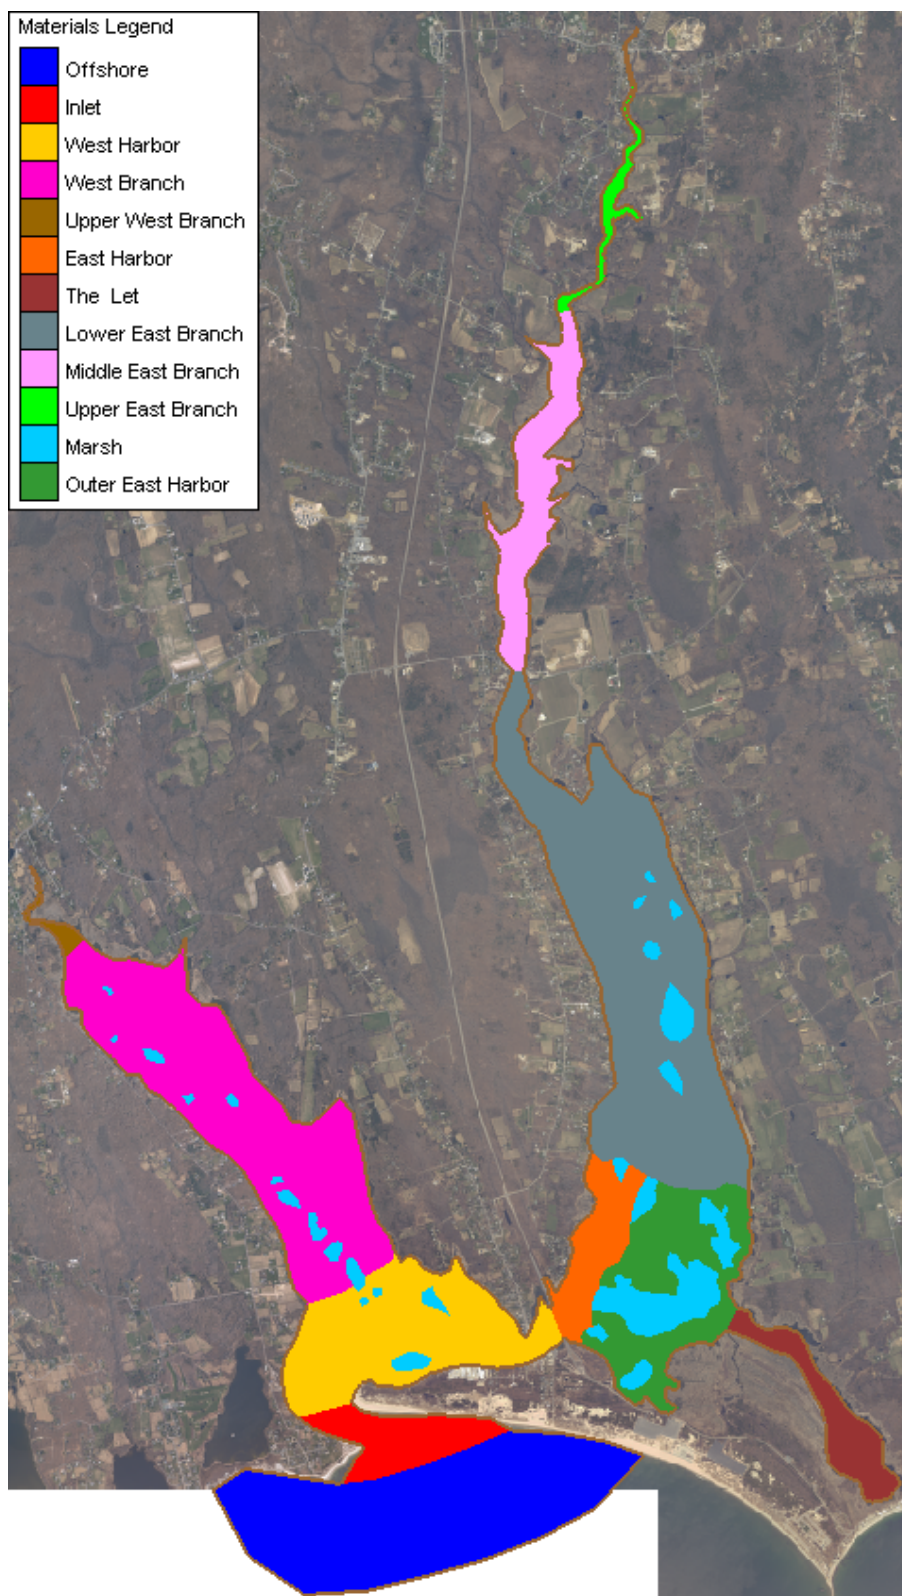 Materials Legend
Offshore
Inlet
West Harbor
West Branch
Upper West Branch
East Harbor
The Let
Lower East Branch
Middle East Branch
Upper East Branch
Marsh
Outer East Harbor